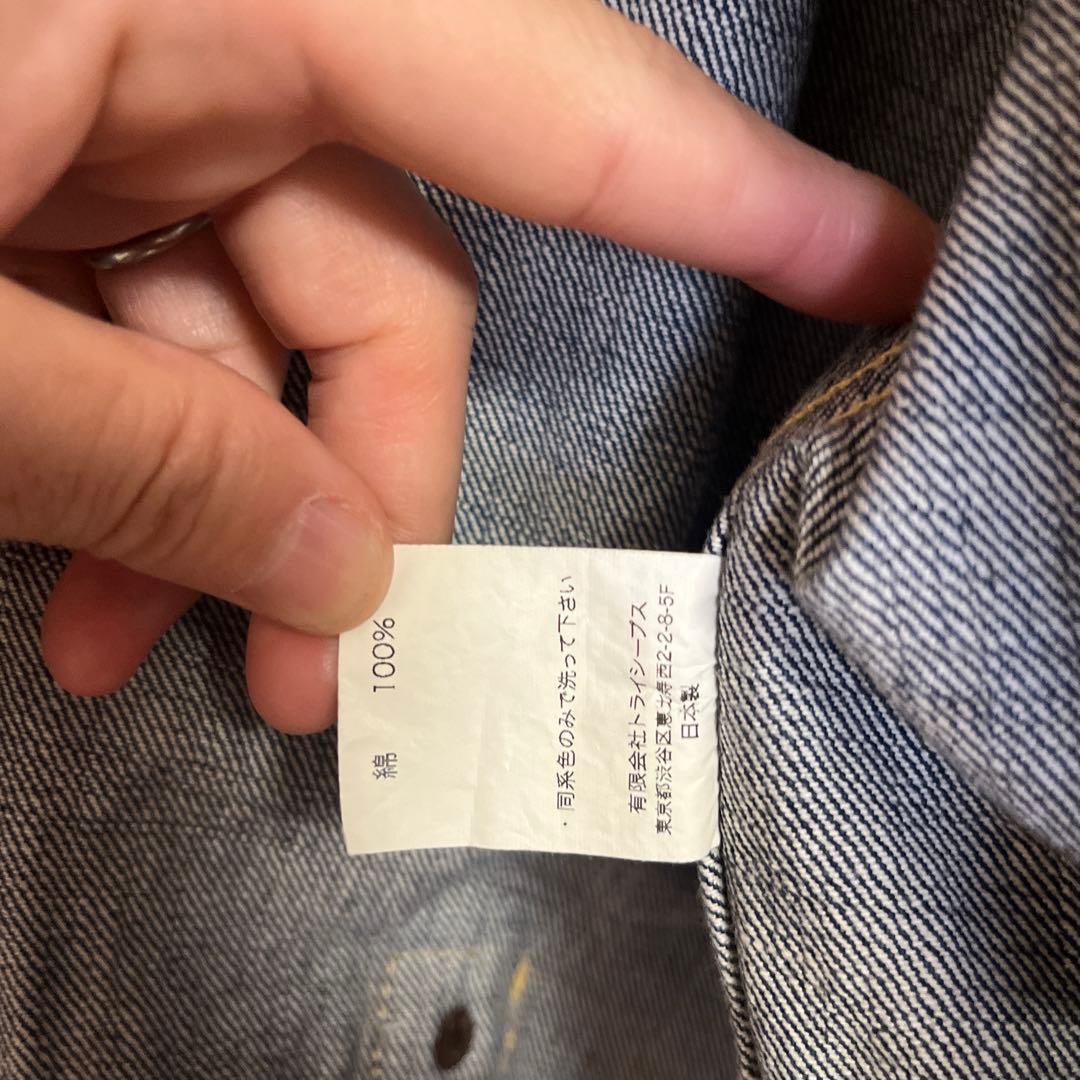 綿 100%
・同系色のみで洗って下さい
有限会社トライシープス
東京都渋谷区恵比寿西2-2-8-5F
日本製